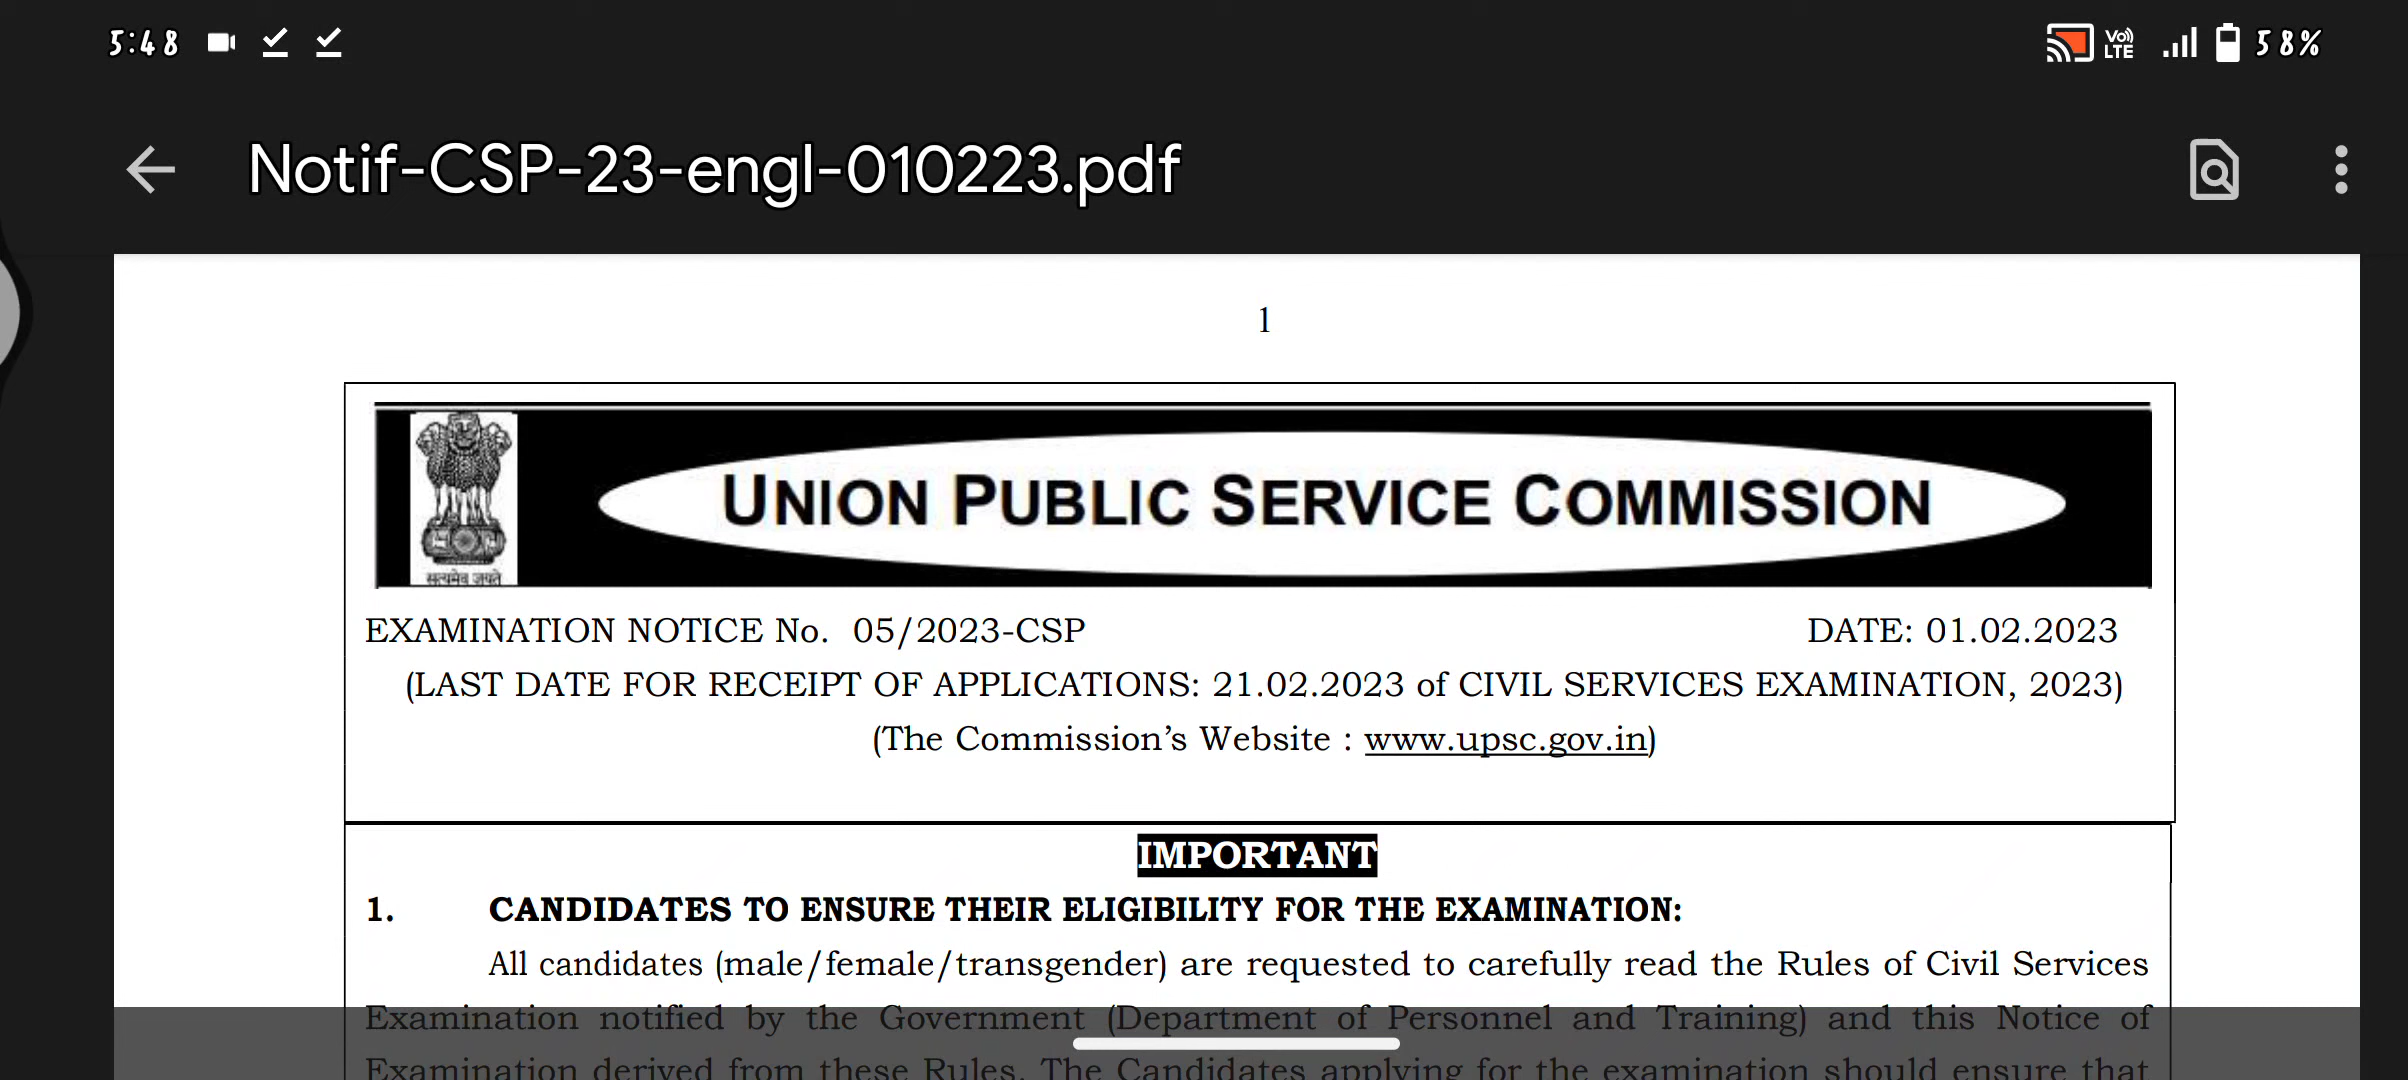 5:48
Vo)) LTE 58%
Notif-CSP-23-engl-010223.pdf
1
UNION PUBLIC SERVICE COMMISSION
सत्यमेव जयते
EXAMINATION NOTICE No. 05/2023-CSP DATE: 01.02.2023
(LAST DATE FOR RECEIPT OF APPLICATIONS: 21.02.2023 of CIVIL SERVICES EXAMINATION, 2023)
(The Commission’s Website : www.upsc.gov.in)
IMPORTANT
1. CANDIDATES TO ENSURE THEIR ELIGIBILITY FOR THE EXAMINATION:
All candidates (male/female/transgender) are requested to carefully read the Rules of Civil Services
Examination notified by the Government (Department of Personnel and Training) and this Notice of
Examination derived from these Rules. The Candidates applying for the examination should ensure that